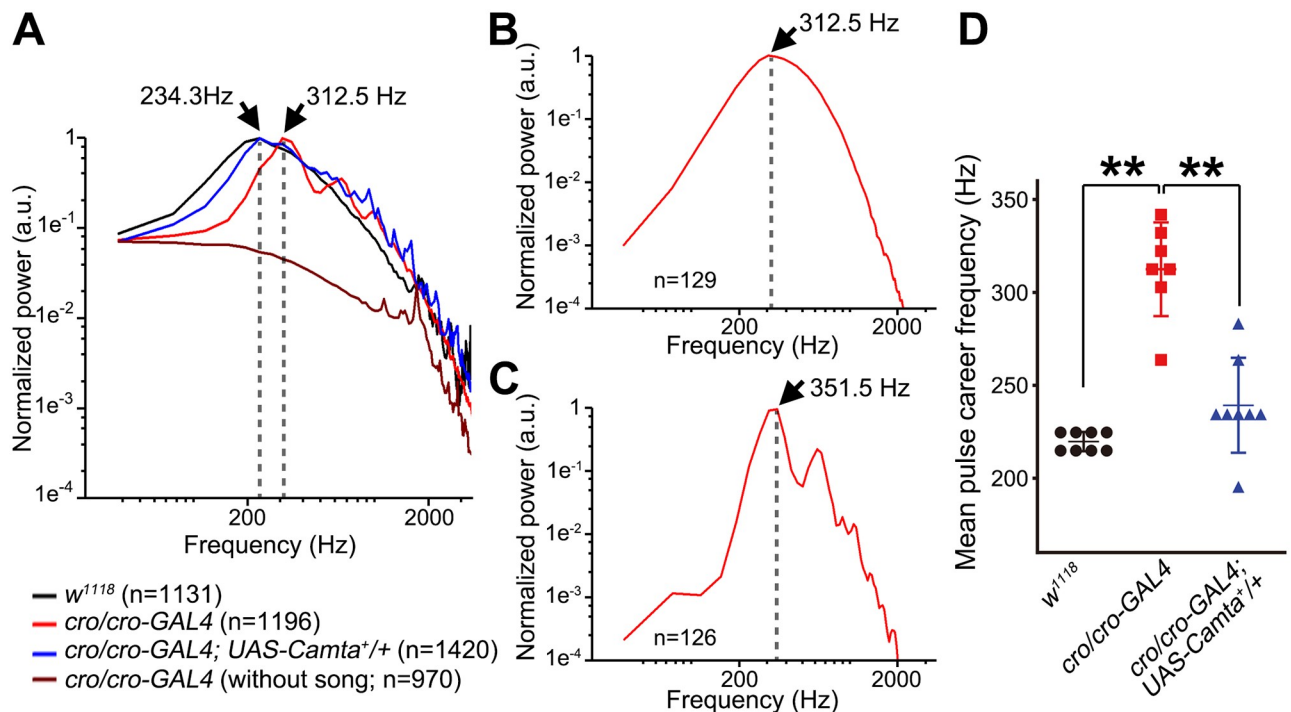 A
234.3Hz
312.5 Hz
Normalized power (a.u.)
1
1e-1
1e-2
1e-3
1e-4
200
2000
Frequency (Hz)
w1118 (n=1131)
cro/cro-GAL4 (n=1196)
cro/cro-GAL4; UAS-Camta+/+ (n=1420)
cro/cro-GAL4 (without song; n=970)
B
312.5 Hz
Normalized power (a.u.)
1
1e-1
1e-2
1e-3
1e-4
n=129
200
2000
Frequency (Hz)
C
351.5 Hz
Normalized power (a.u.)
1
1e-1
1e-2
1e-3
1e-4
n=126
200
2000
Frequency (Hz)
D
**
**
Mean pulse career frequency (Hz)
350
300
250
200
w1118
cro/cro-GAL4
cro/cro-GAL4;
UAS-Camta+/+